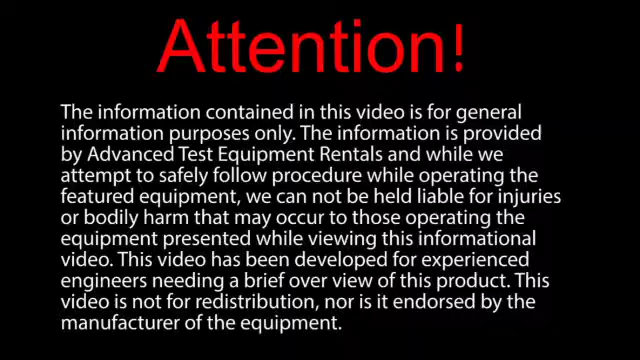 Attention!
The information contained in this video is for general
information purposes only. The information is provided
by Advanced Test Equipment Rentals and while we
attempt to safely follow procedure while operating the
featured equipment, we can not be held liable for injuries
or bodily harm that may occur to those operating the
equipment presented while viewing this informational
video. This video has been developed for experienced
engineers needing a brief over view of this product. This
video is not for redistribution, nor is it endorsed by the
manufacturer of the equipment.